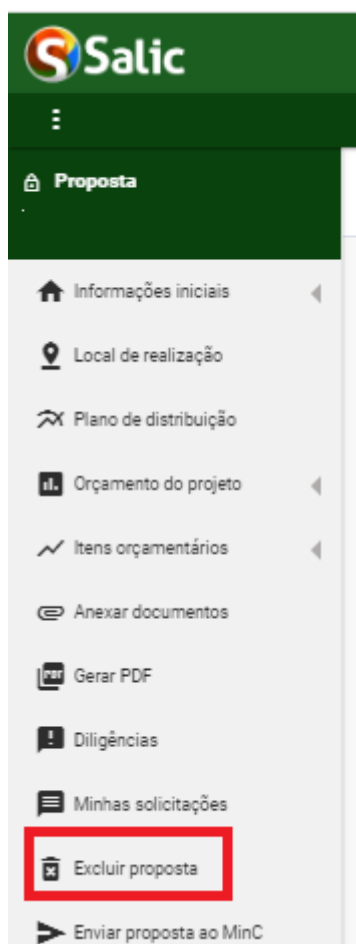 Salic
Proposta
.
Informações iniciais
Local de realização
Plano de distribuição
Orçamento do projeto
Itens orçamentários
Anexar documentos
PDF Gerar PDF
Diligências
Minhas solicitações
Excluir proposta
Enviar proposta ao MinC